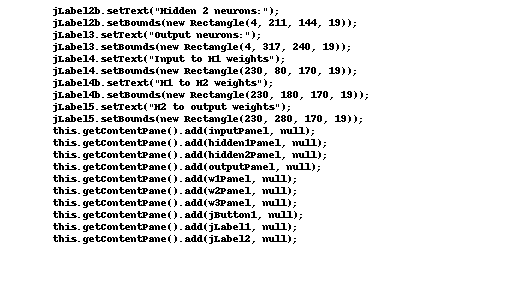 jLabel2b.setText("Hidden 2 neurons:");
jLabel2b.setBounds(new Rectangle(4, 211, 144, 19));
jLabel3.setText("Output neurons:");
jLabel3.setBounds(new Rectangle(4, 317, 240, 19));
jLabel4.setText("Input to H1 weights");
jLabel4.setBounds(new Rectangle(230, 80, 170, 19));
jLabel4b.setText("H1 to H2 weights");
jLabel4b.setBounds(new Rectangle(230, 180, 170, 19));
jLabel5.setText("H2 to output weights");
jLabel5.setBounds(new Rectangle(230, 280, 170, 19));
this.getContentPane().add(inputPanel, null);
this.getContentPane().add(hidden1Panel, null);
this.getContentPane().add(hidden2Panel, null);
this.getContentPane().add(outputPanel, null);
this.getContentPane().add(w1Panel, null);
this.getContentPane().add(w2Panel, null);
this.getContentPane().add(w3Panel, null);
this.getContentPane().add(jButton1, null);
this.getContentPane().add(jLabel1, null);
this.getContentPane().add(jLabel2, null);